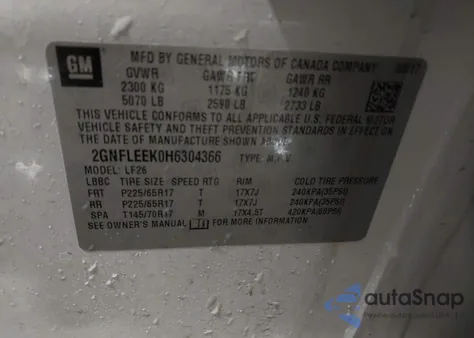 GM
MFD BY GENERAL MOTORS OF CANADA COMPANY
GVWR GAWR FRT GAWR RR
2300 KG 1175 KG 1240 KG
5070 LB 2590 LB 2733 LB
THIS VEHICLE CONFORMS TO ALL APPLICABLE U.S. FEDERAL MOTOR
VEHICLE SAFETY AND THEFT PREVENTION STANDARDS IN EFFECT ON
THE DATE OF MANUFACTURE SHOWN ABOVE.
2GNFLEEK0H6304366 TYPE: M.P.V.
MODEL: LF26
LBBC TIRE SIZE SPEED RTG RIM COLD TIRE PRESSURE
FRT P225/65R17 T 17X7J 240KPA(35PSI)
RR P225/65R17 T 17X7J 240KPA(35PSI)
SPA T145/70R17 M 17X4.5T 420KPA(60PSI)
SEE OWNER'S MANUAL FOR MORE INFORMATION
autoSnap